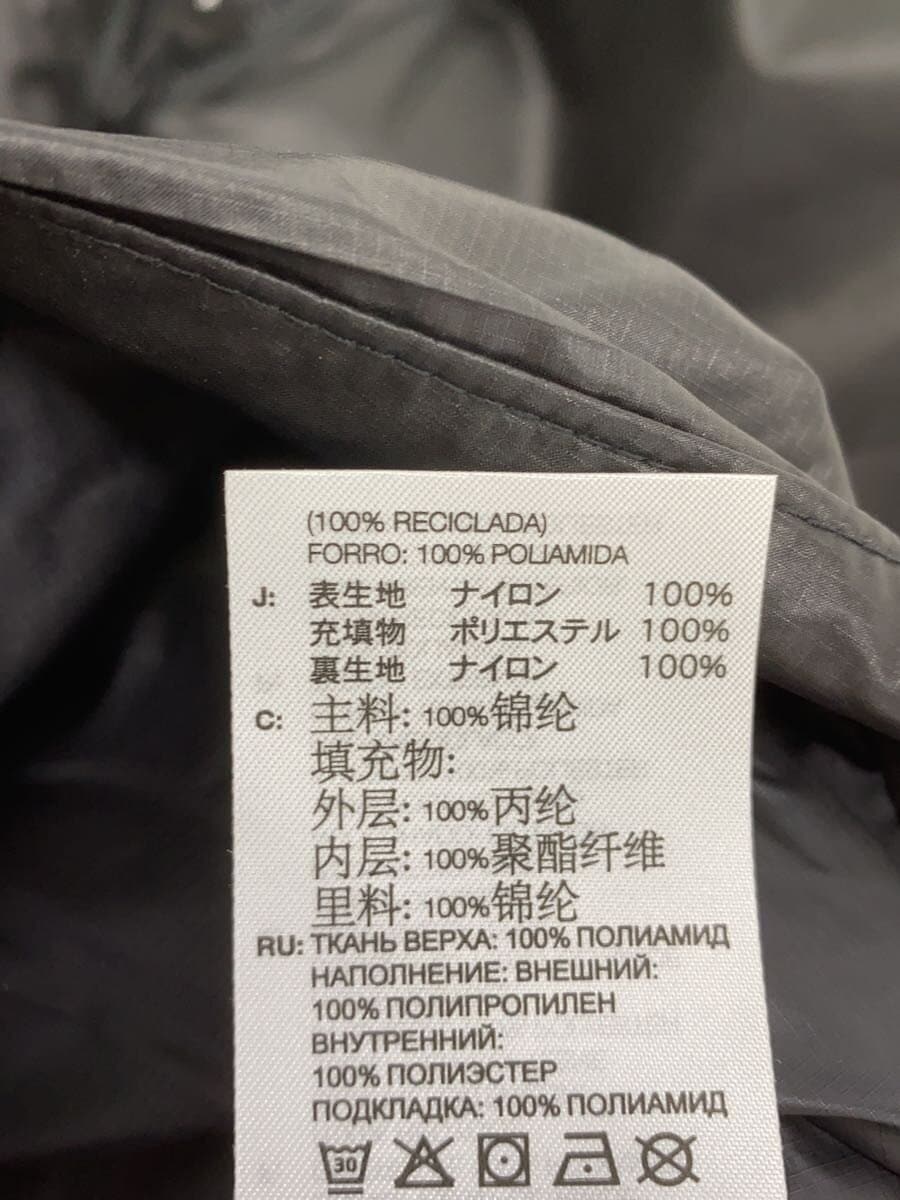 (100% RECICLADA)
FORRO: 100% POLIAMIDA
J: 表生地 ナイロン 100%
充填物 ポリエステル 100%
裏生地 ナイロン 100%
C: 主料: 100%锦纶
填充物:
外层: 100%丙纶
内层: 100%聚酯纤维
里料: 100%锦纶
RU: ТКАНЬ ВЕРХА: 100% ПОЛИАМИД
НАПОЛНЕНИЕ: ВНЕШНИЙ:
100% ПОЛИПРОПИЛЕН
ВНУТРЕННИЙ:
100% ПОЛИЭСТЕР
ПОДКЛАДКА: 100% ПОЛИАМИД
30